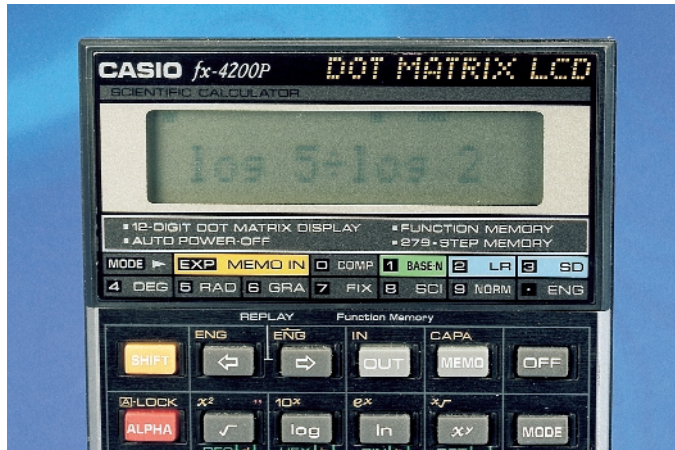 CASIO fx-4200P DOT MATRIX LCD
SCIENTIFIC CALCULATOR
log 5÷log 2
12-DIGIT DOT MATRIX DISPLAY
AUTO POWER-OFF
FUNCTION MEMORY
279-STEP MEMORY
MODE EXP MEMO IN 0 COMP 1 BASE-N 2 LR 3 SD
4 DEG 5 RAD 6 GRA 7 FIX 8 SCI 9 NORM · ENG
REPLAY Function Memory
ENG ENG IN CAPA
SHIFT ⇦ ⇨ OUT MEMO OFF
A-LOCK x² 10ˣ eˣ ˣ√
ALPHA √ log ln xʸ MODE